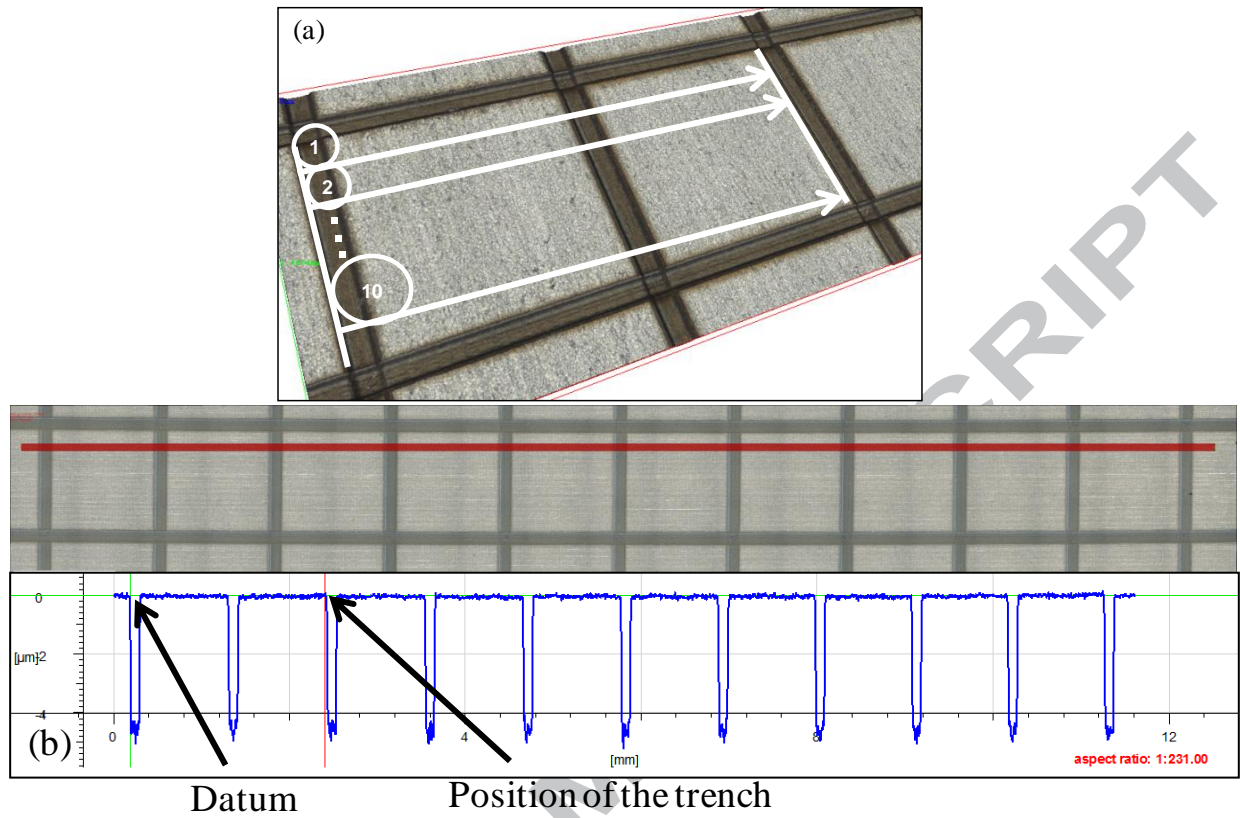 (a)
1
2
10
CRIPT
0
[µm]
-2
-4
0
4
8
12
[mm]
(b)
aspect ratio: 1:231.00
Datum
Position of the trench
M